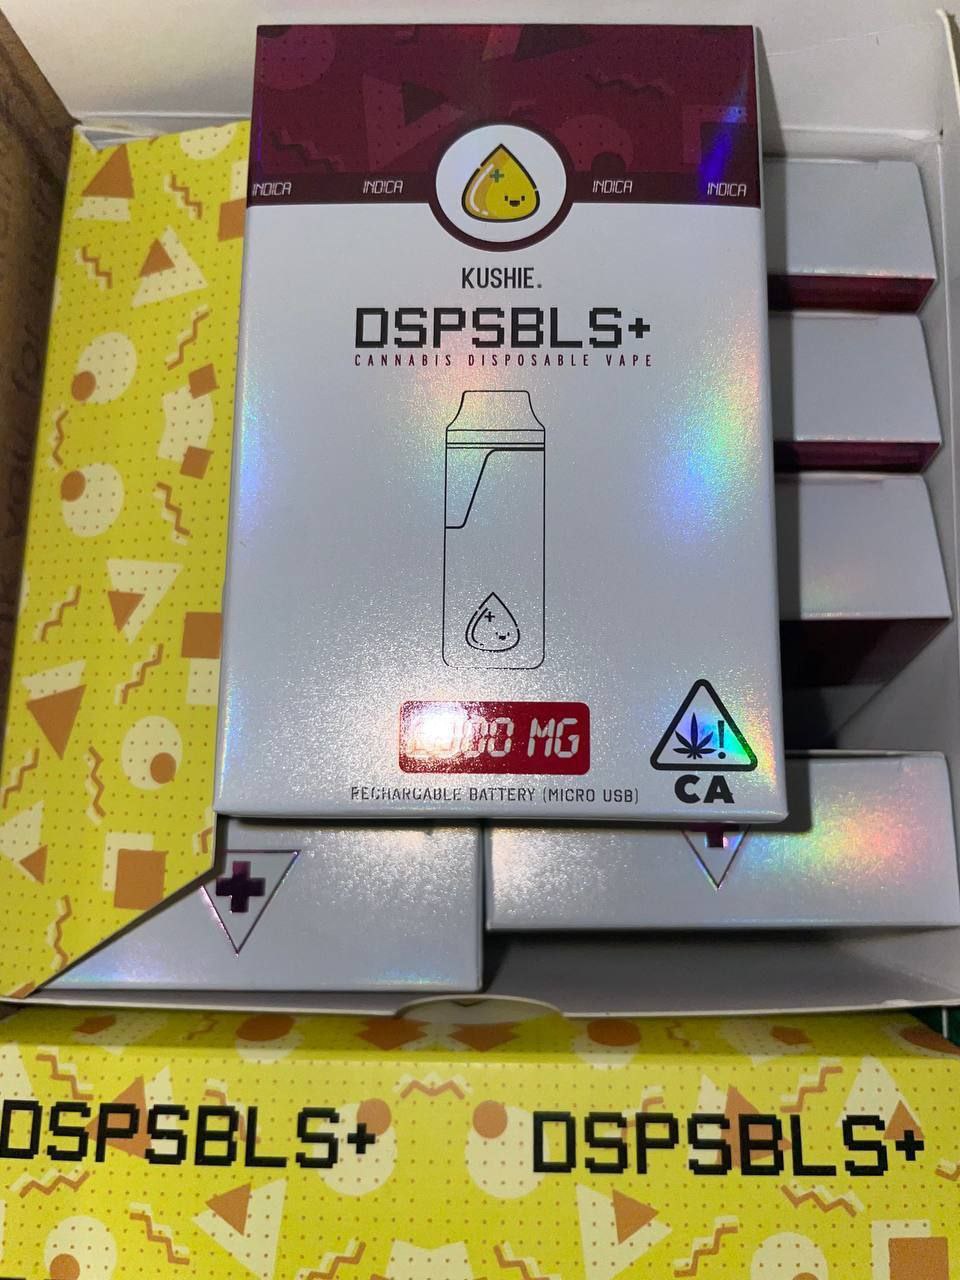 INDICA INDICA INDICA INDICA
KUSHIE.
DSPSBLS+
CANNABIS DISPOSABLE VAPE
MG
!
CA
RECHARGABLE BATTERY (MICRO USB)
DSPSBLS+ DSPSBLS+